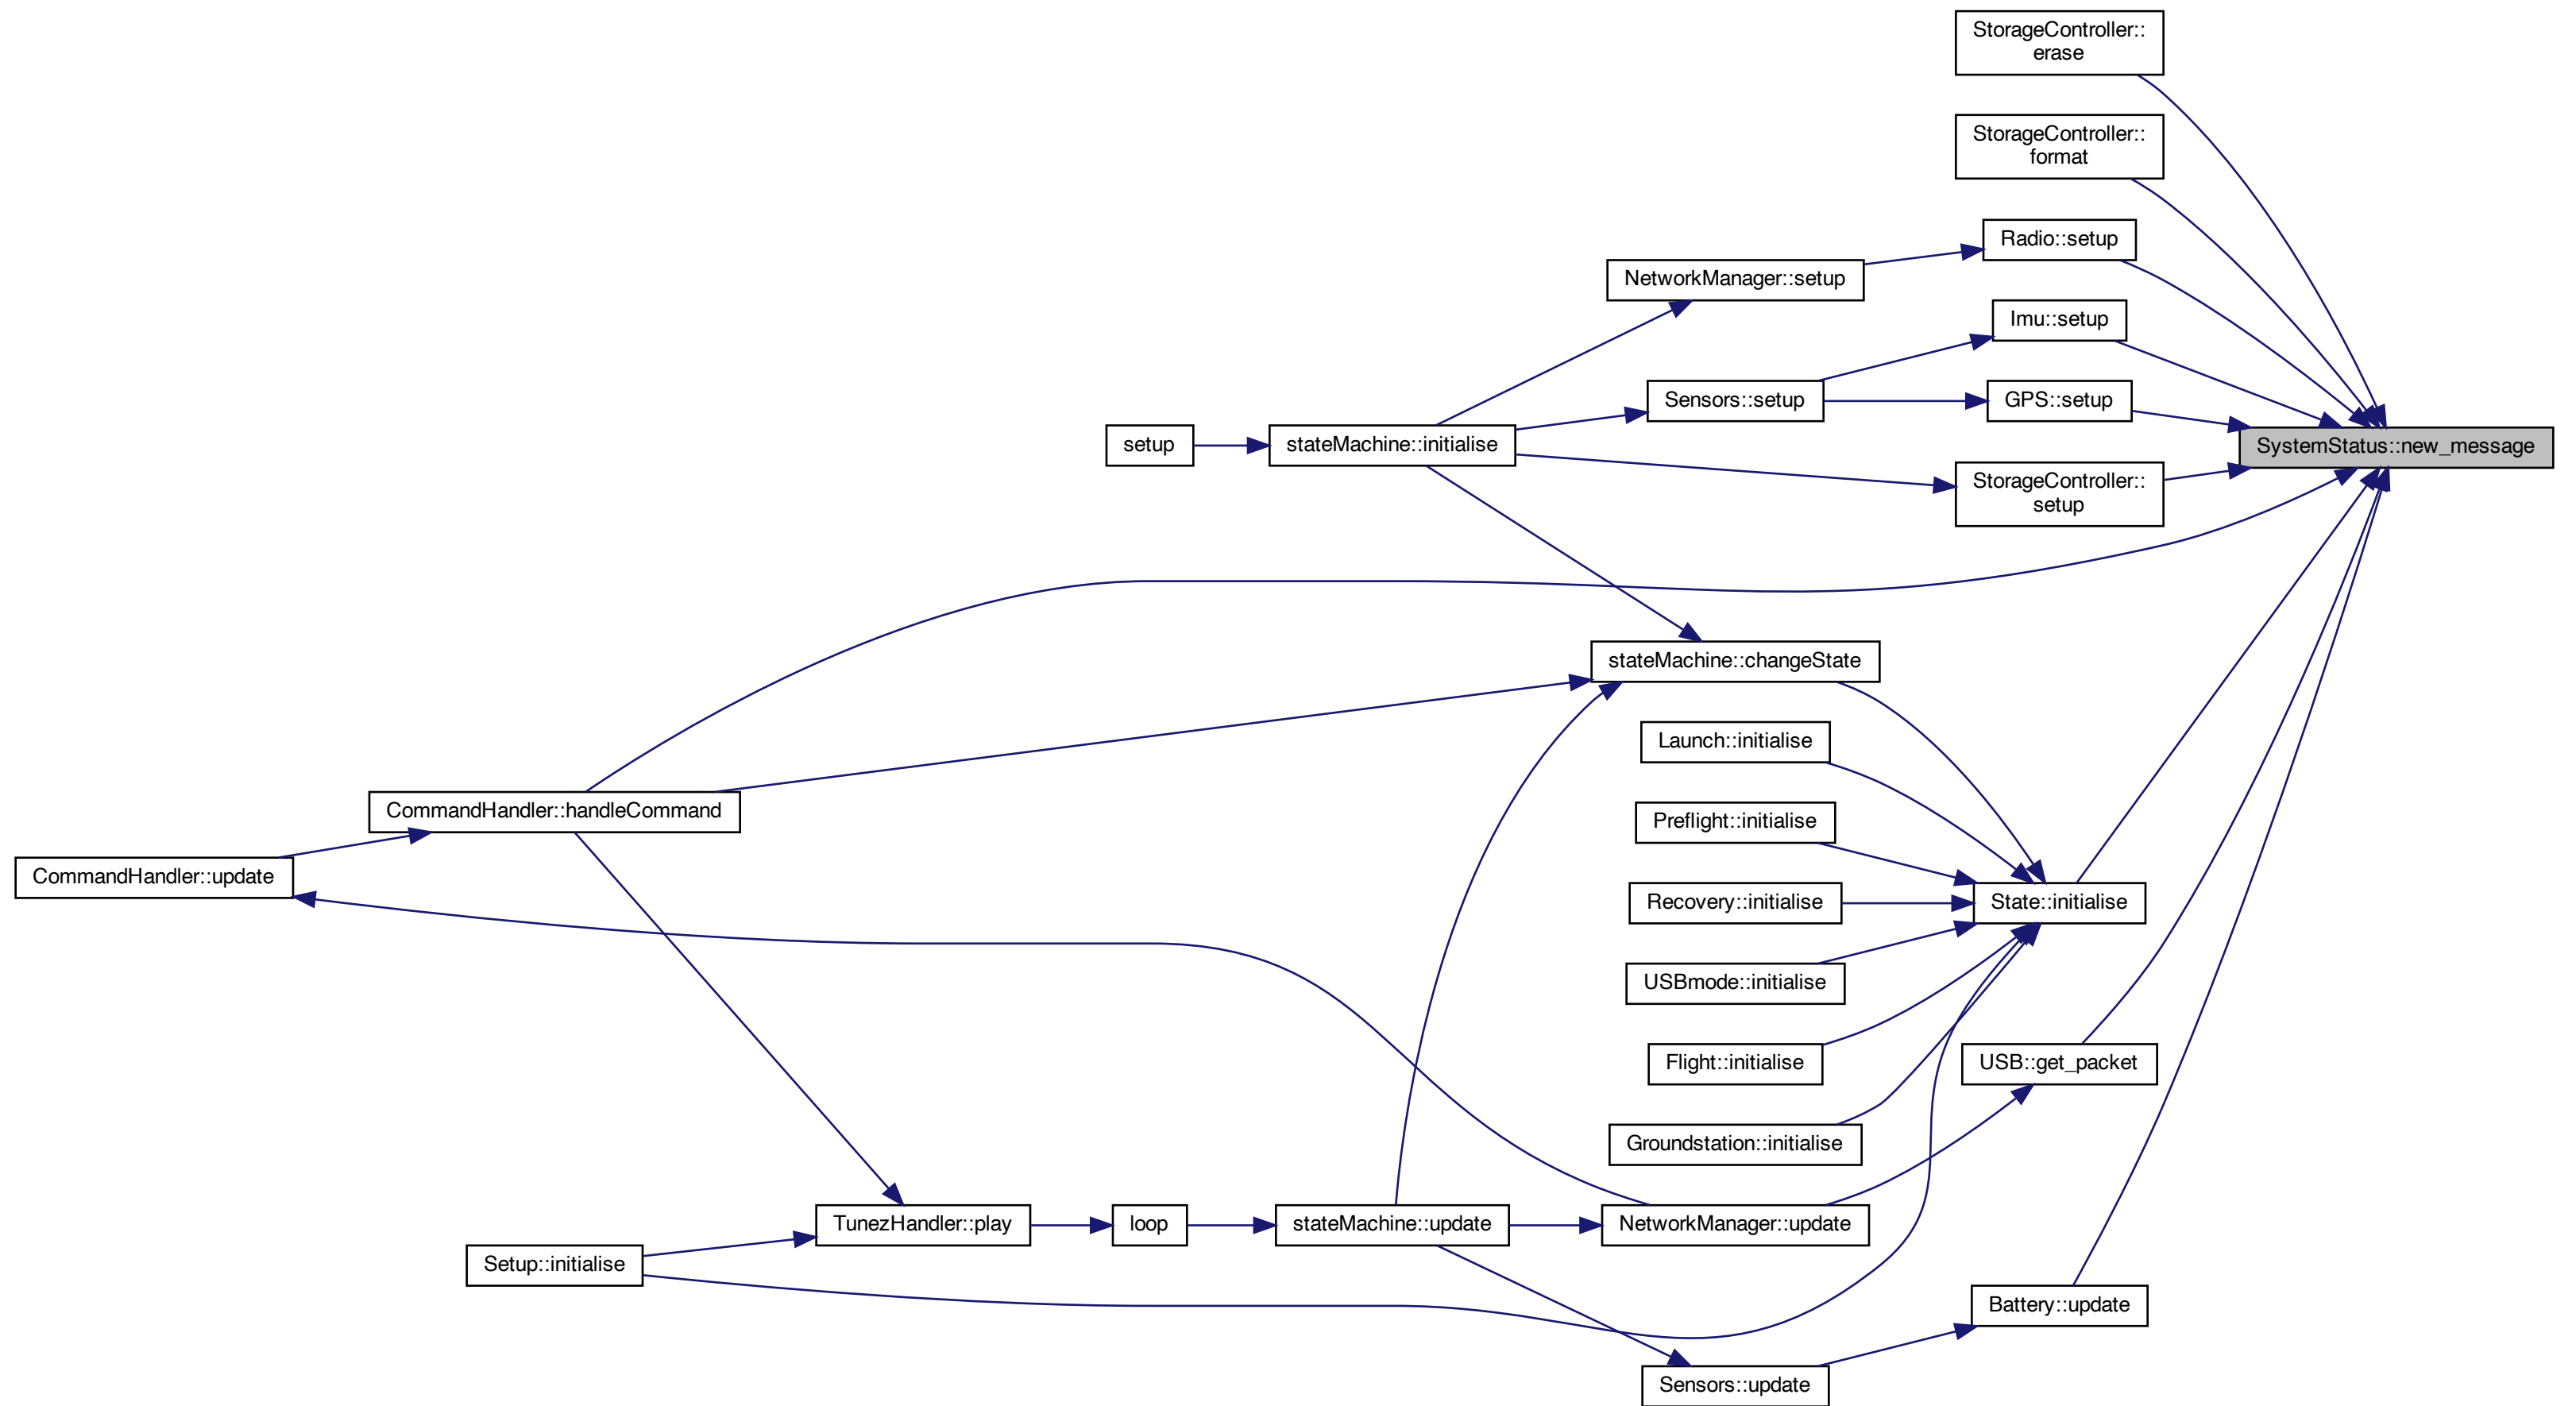 StorageController::
erase
StorageController::
format
Radio::setup
NetworkManager::setup
Imu::setup
Sensors::setup
GPS::setup
setup
stateMachine::initialise
SystemStatus::new_message
StorageController::
setup
stateMachine::changeState
Launch::initialise
CommandHandler::handleCommand
Preflight::initialise
CommandHandler::update
Recovery::initialise
State::initialise
USBmode::initialise
Flight::initialise
USB::get_packet
Groundstation::initialise
TunezHandler::play
loop
stateMachine::update
NetworkManager::update
Setup::initialise
Battery::update
Sensors::update